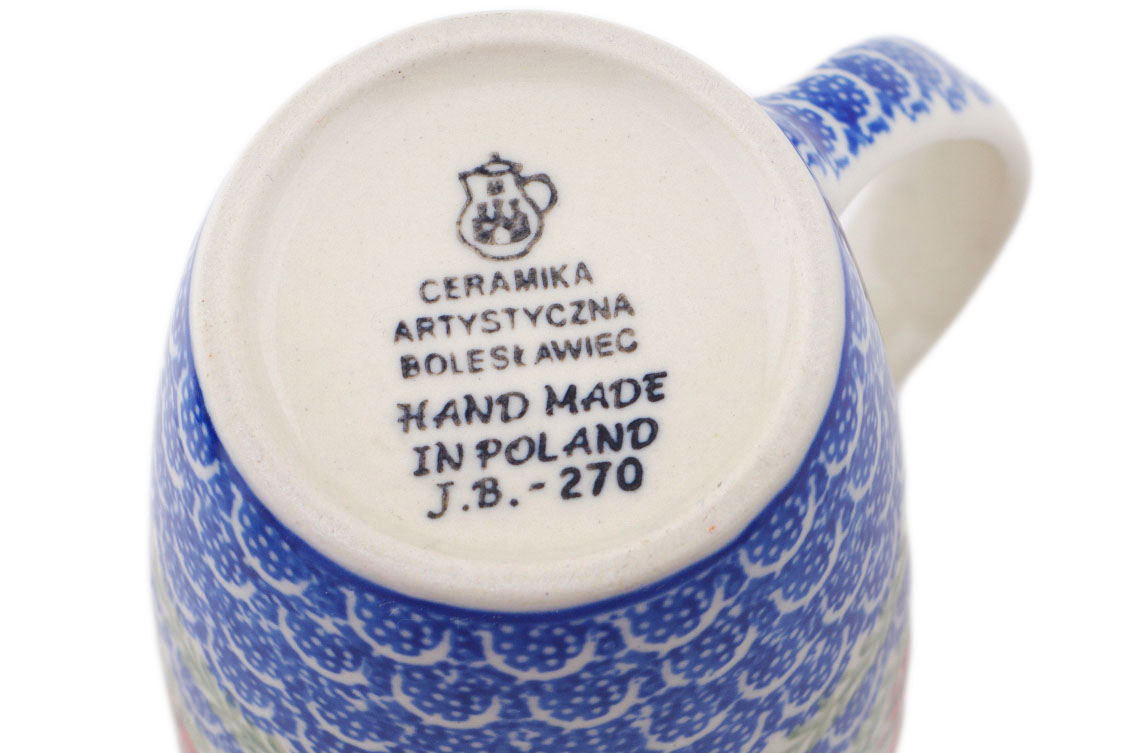 CERAMIKA
ARTYSTYCZNA
BOLESŁAWIEC
HAND MADE
IN POLAND
J.B.-270